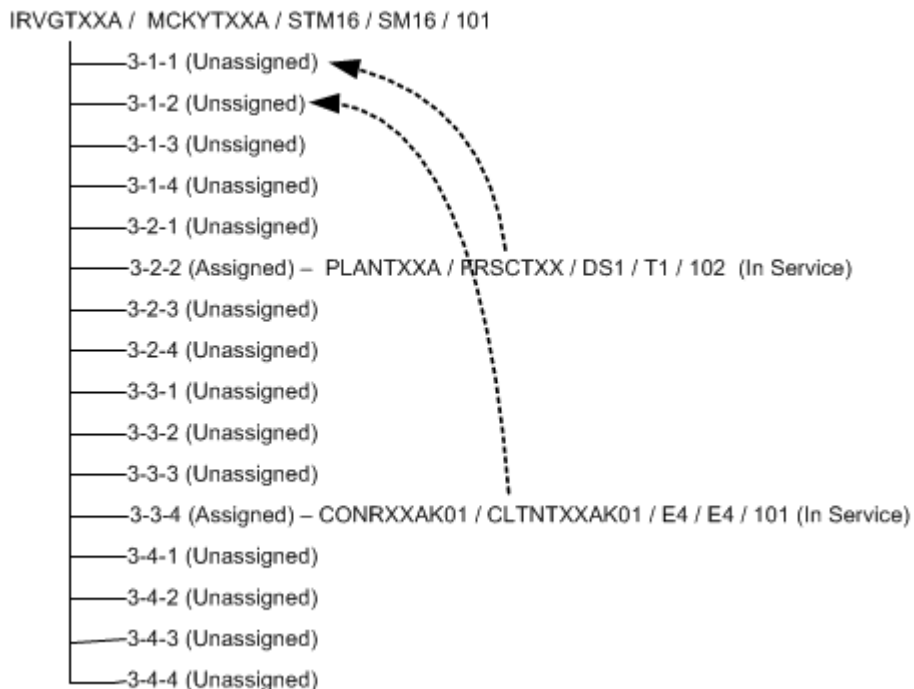 IRVGTXXA / MCKYTXXA / STM16 / SM16 / 101
3-1-1 (Unassigned)
3-1-2 (Unssigned)
3-1-3 (Unssigned)
3-1-4 (Unassigned)
3-2-1 (Unassigned)
3-2-2 (Assigned) – PLANTXXA / FRSCTXX / DS1 / T1 / 102 (In Service)
3-2-3 (Unassigned)
3-2-4 (Unassigned)
3-3-1 (Unassigned)
3-3-2 (Unassigned)
3-3-3 (Unassigned)
3-3-4 (Assigned) – CONRXXAK01 / CLTNTXXAK01 / E4 / E4 / 101 (In Service)
3-4-1 (Unassigned)
3-4-2 (Unassigned)
3-4-3 (Unassigned)
3-4-4 (Unassigned)